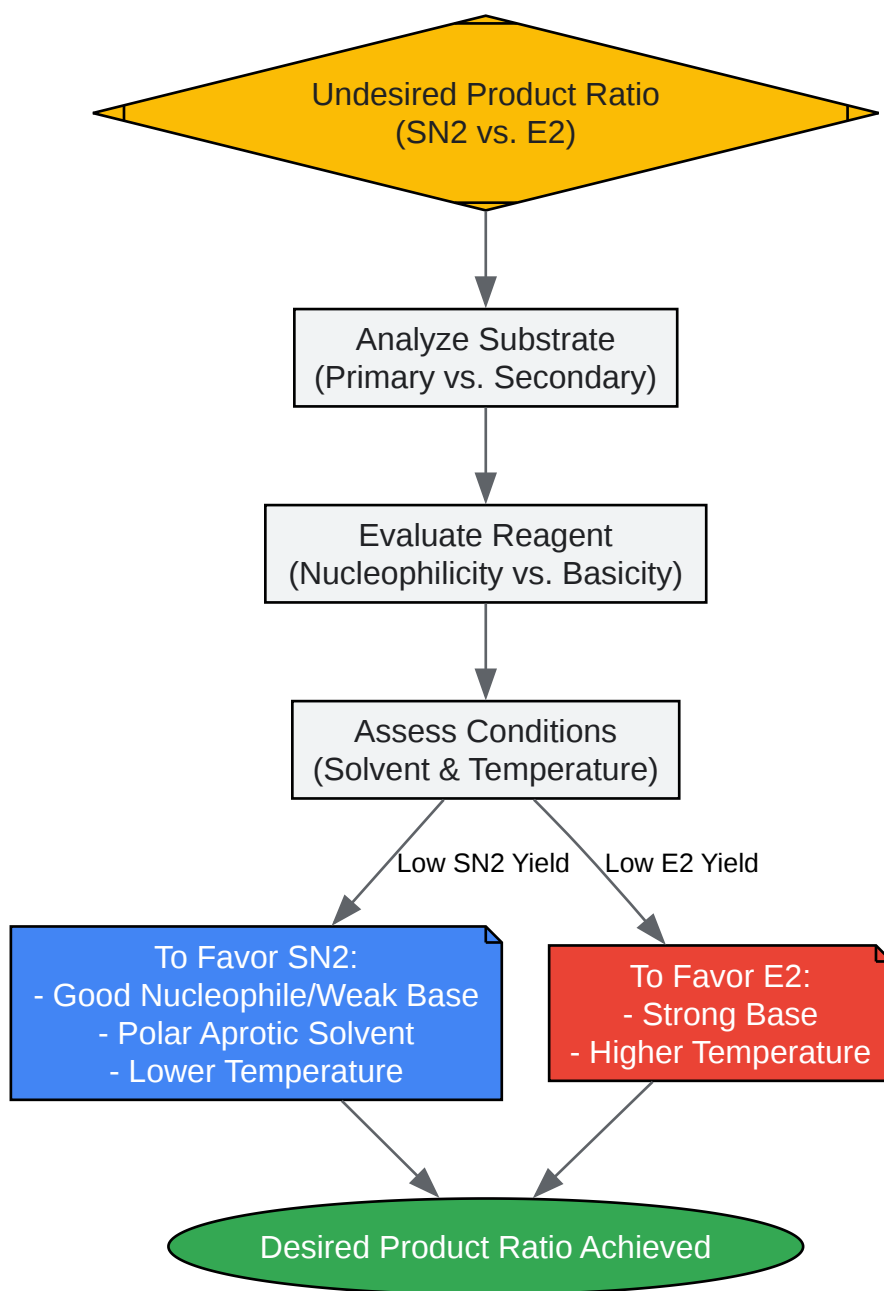 Undesired Product Ratio
(SN2 vs. E2)
Analyze Substrate
(Primary vs. Secondary)
Evaluate Reagent
(Nucleophilicity vs. Basicity)
Assess Conditions
(Solvent & Temperature)
Low SN2 Yield
Low E2 Yield
To Favor SN2:
- Good Nucleophile/Weak Base
- Polar Aprotic Solvent
- Lower Temperature
To Favor E2:
- Strong Base
- Higher Temperature
Desired Product Ratio Achieved